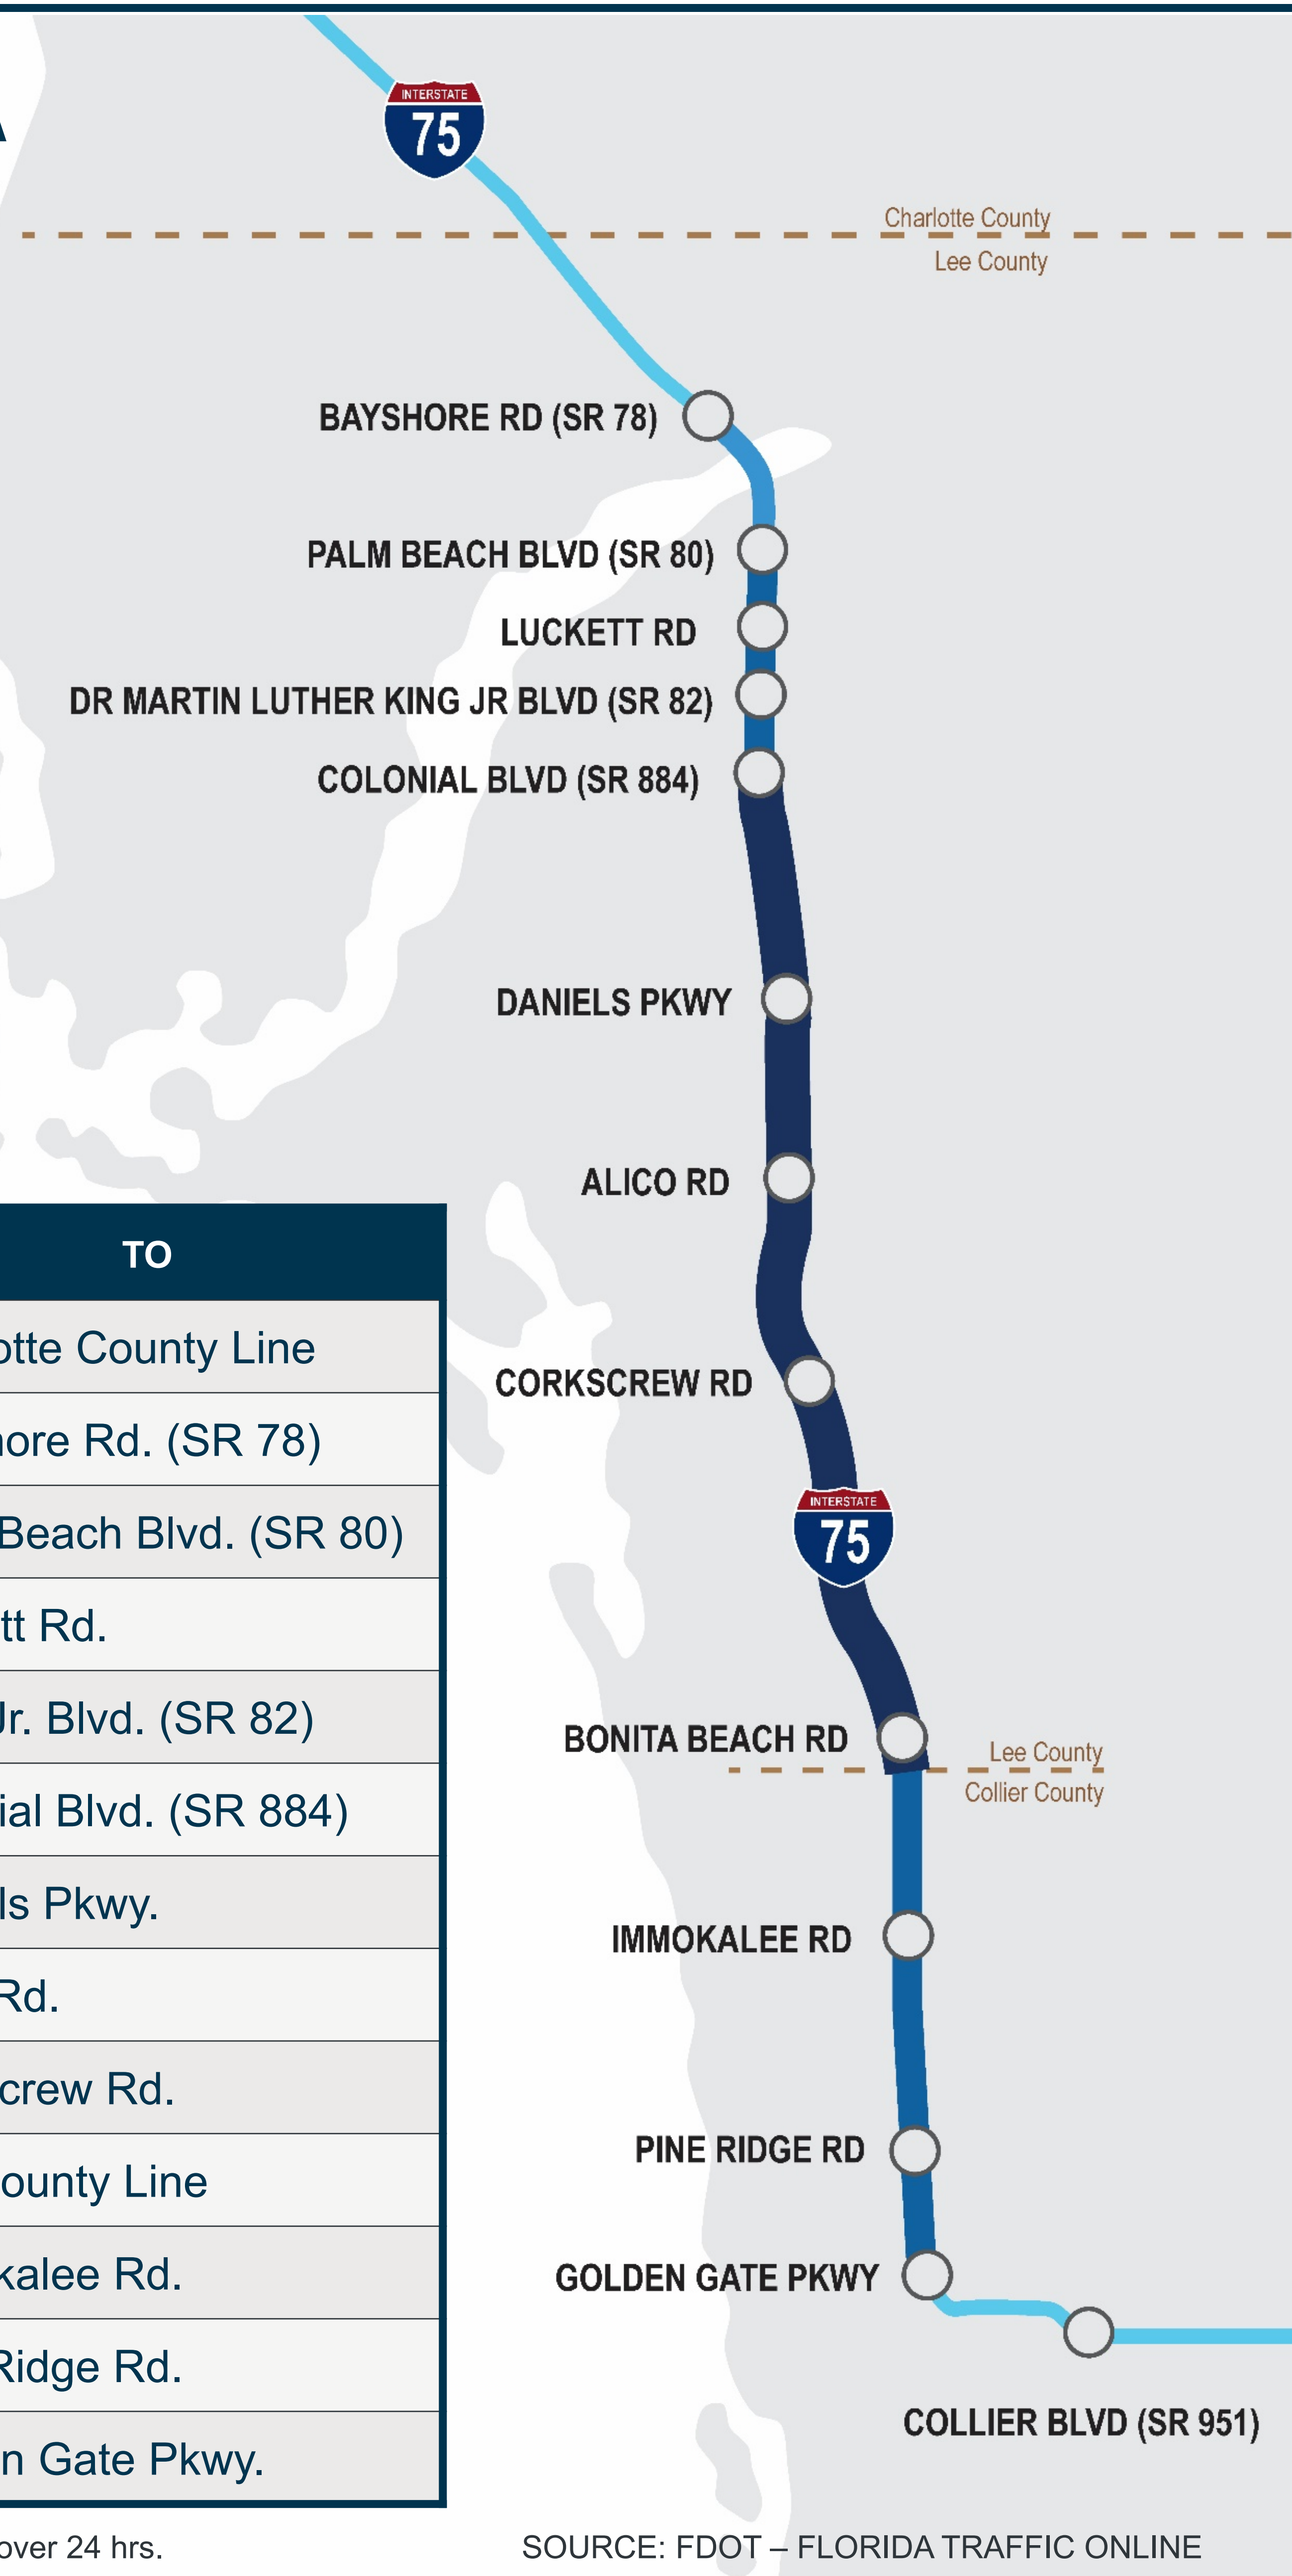 INTERSTATE
75
Charlotte County
Lee County
BAYSHORE RD (SR 78)
PALM BEACH BLVD (SR 80)
LUCKETT RD
DR MARTIN LUTHER KING JR BLVD (SR 82)
COLONIAL BLVD (SR 884)
DANIELS PKWY
ALICO RD
CORKSCREW RD
INTERSTATE
75
BONITA BEACH RD
Lee County
Collier County
IMMOKALEE RD
PINE RIDGE RD
GOLDEN GATE PKWY
COLLIER BLVD (SR 951)
TO
otte County Line
ore Rd. (SR 78)
Beach Blvd. (SR 80)
tt Rd.
Jr. Blvd. (SR 82)
ial Blvd. (SR 884)
ls Pkwy.
Rd.
crew Rd.
ounty Line
kalee Rd.
Ridge Rd.
n Gate Pkwy.
over 24 hrs.
SOURCE: FDOT – FLORIDA TRAFFIC ONLINE